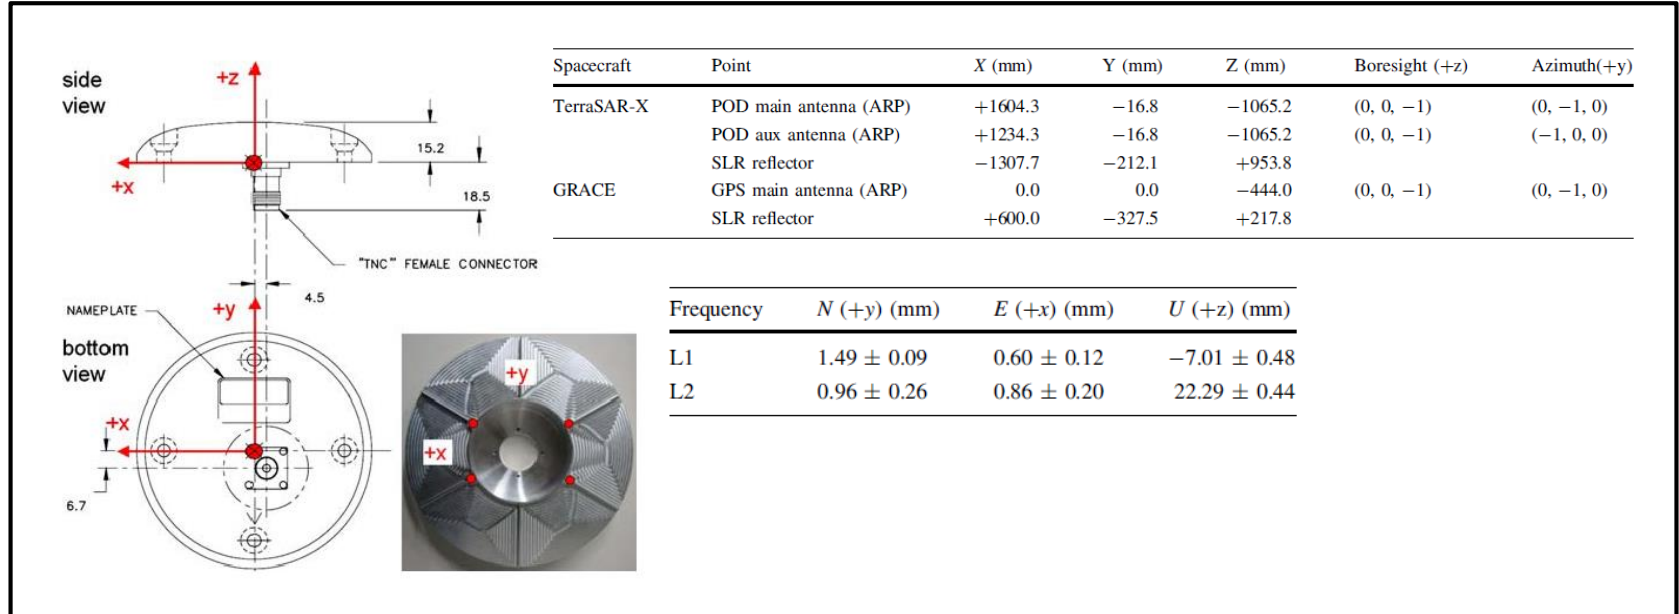 side
view
+z
+x
15.2
18.5
"TNC" FEMALE CONNECTOR
4.5
NAMEPLATE
+y
bottom
view
+x
6.7
+y
+x
Spacecraft Point X (mm) Y (mm) Z (mm) Boresight (+z) Azimuth(+y)
TerraSAR-X POD main antenna (ARP) +1604.3 −16.8 −1065.2 (0, 0, −1) (0, −1, 0)
POD aux antenna (ARP) +1234.3 −16.8 −1065.2 (0, 0, −1) (−1, 0, 0)
SLR reflector −1307.7 −212.1 +953.8
GRACE GPS main antenna (ARP) 0.0 0.0 −444.0 (0, 0, −1) (0, −1, 0)
SLR reflector +600.0 −327.5 +217.8
Frequency N (+y) (mm) E (+x) (mm) U (+z) (mm)
L1 1.49 ± 0.09 0.60 ± 0.12 −7.01 ± 0.48
L2 0.96 ± 0.26 0.86 ± 0.20 22.29 ± 0.44